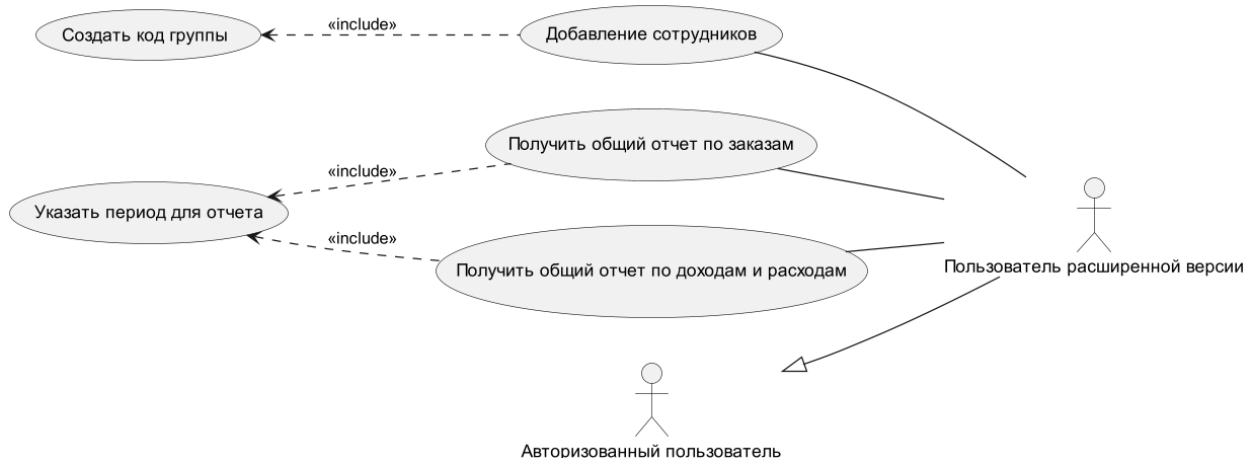 Создать код группы
«include»
Добавление сотрудников
Получить общий отчет по заказам
«include»
Указать период для отчета
«include»
Получить общий отчет по доходам и расходам
Пользователь расширенной версии
Авторизованный пользователь